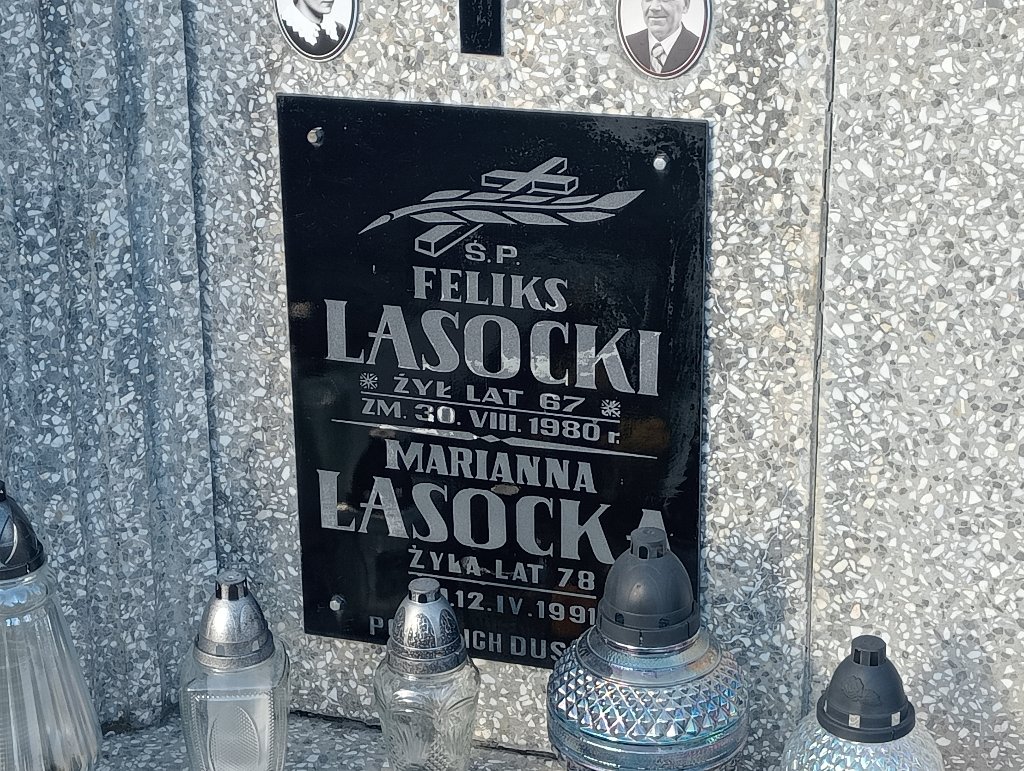 Ś.P.
FELIKS
LASOCKI
ŻYŁ LAT 67
ZM. 30. VIII. 1980 r.
MARIANNA
LASOCKA
ŻYŁA LAT 78
12. IV. 1991
ICH